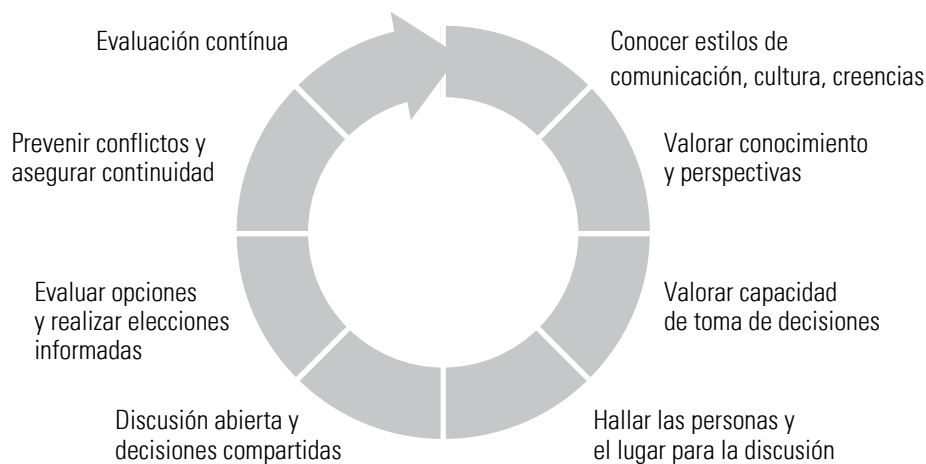 Evaluación contínua
Conocer estilos de
comunicación, cultura, creencias
Valorar conocimiento
y perspectivas
Valorar capacidad
de toma de decisiones
Hallar las personas y
el lugar para la discusión
Discusión abierta y
decisiones compartidas
Evaluar opciones
y realizar elecciones
informadas
Prevenir conflictos y
asegurar continuidad